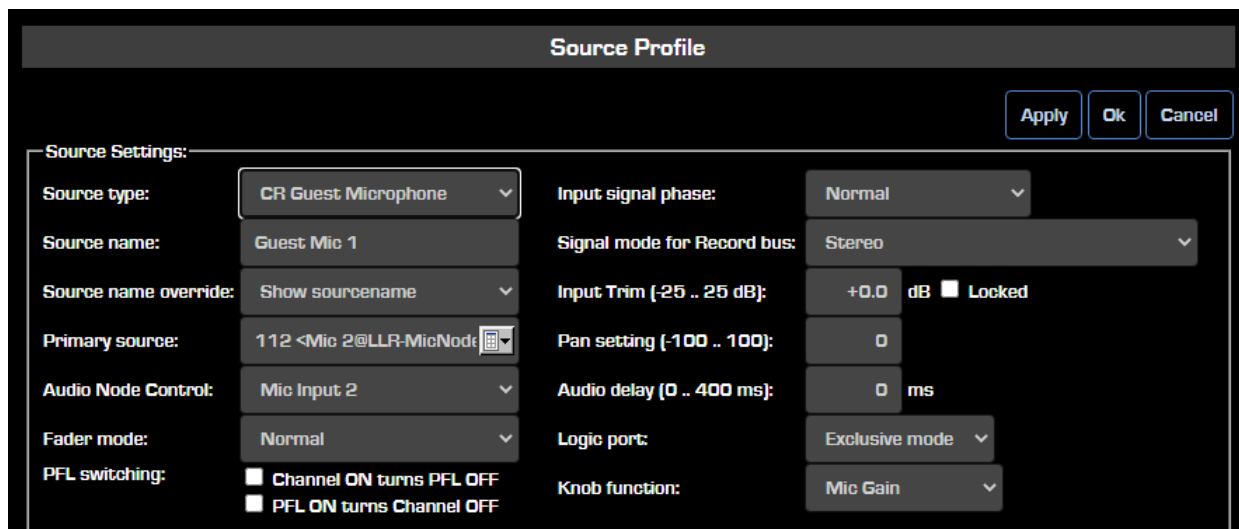 Source Profile
Apply Ok Cancel
Source Settings:
Source type: CR Guest Microphone Input signal phase: Normal
Source name: Guest Mic 1 Signal mode for Record bus: Stereo
Source name override: Show sourcename Input Trim (-25 .. 25 dB): +0.0 dB Locked
Primary source: 112 <Mic 2@LLR-MicNode Pan setting (-100 .. 100): 0
Audio Node Control: Mic Input 2 Audio delay (0 .. 400 ms): 0 ms
Fader mode: Normal Logic port: Exclusive mode
PFL switching: Channel ON turns PFL OFF
Knob function: Mic Gain
PFL ON turns Channel OFF